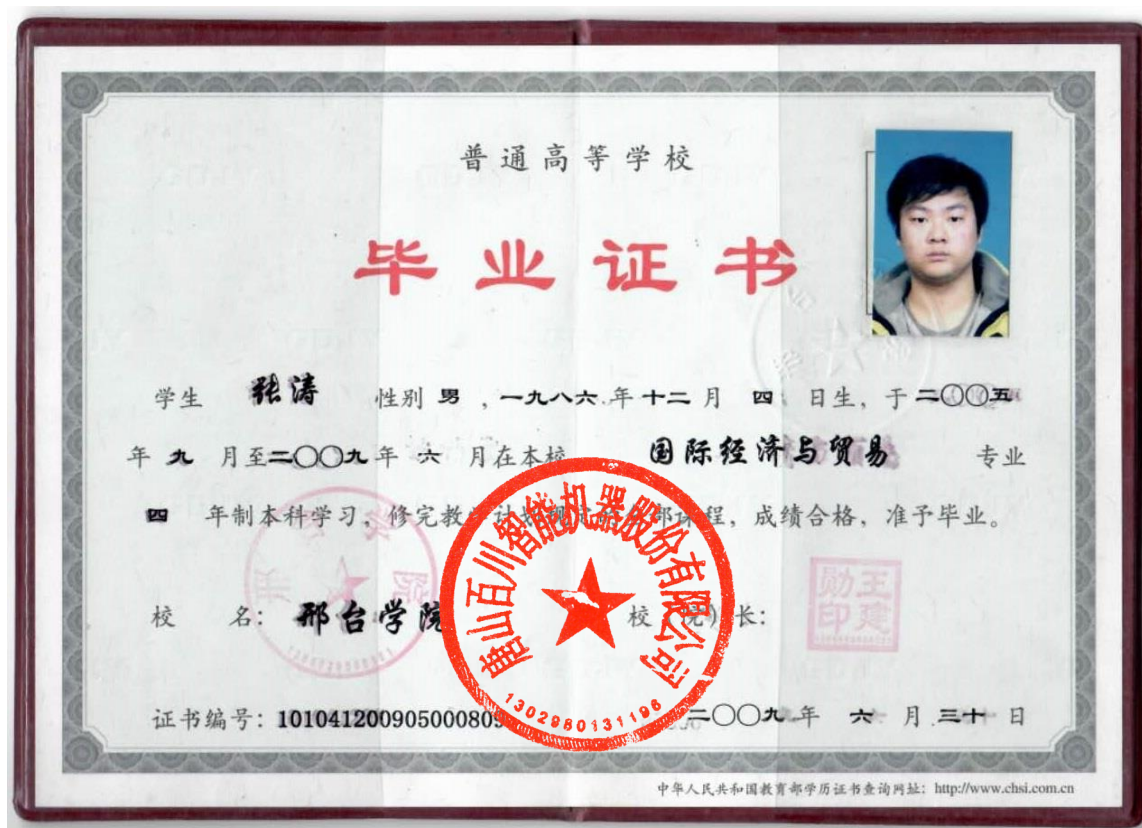 普通高等学校
毕业证书
学生 张涛 性别 男，一九八六年十二月 四 日生，于二〇〇五
年 九 月至二〇〇九年 六 月在本校 国际经济与贸易 专业
四 年制本科学习，修完教学计划规定 部课程，成绩合格，准予毕业。
校 名：邢台学院 校（院）长：
王建勋印
唐山百川智能机器股份有限公司
1302980131198
证书编号：10104120090500080 二〇〇九年 六 月三十日
中华人民共和国教育部学历证书查询网址：http://www.chsi.com.cn